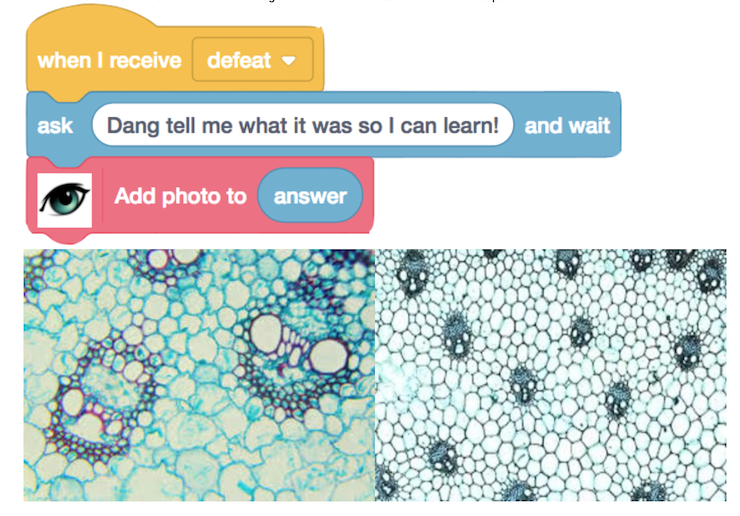 when I receive defeat
ask Dang tell me what it was so I can learn! and wait
Add photo to answer